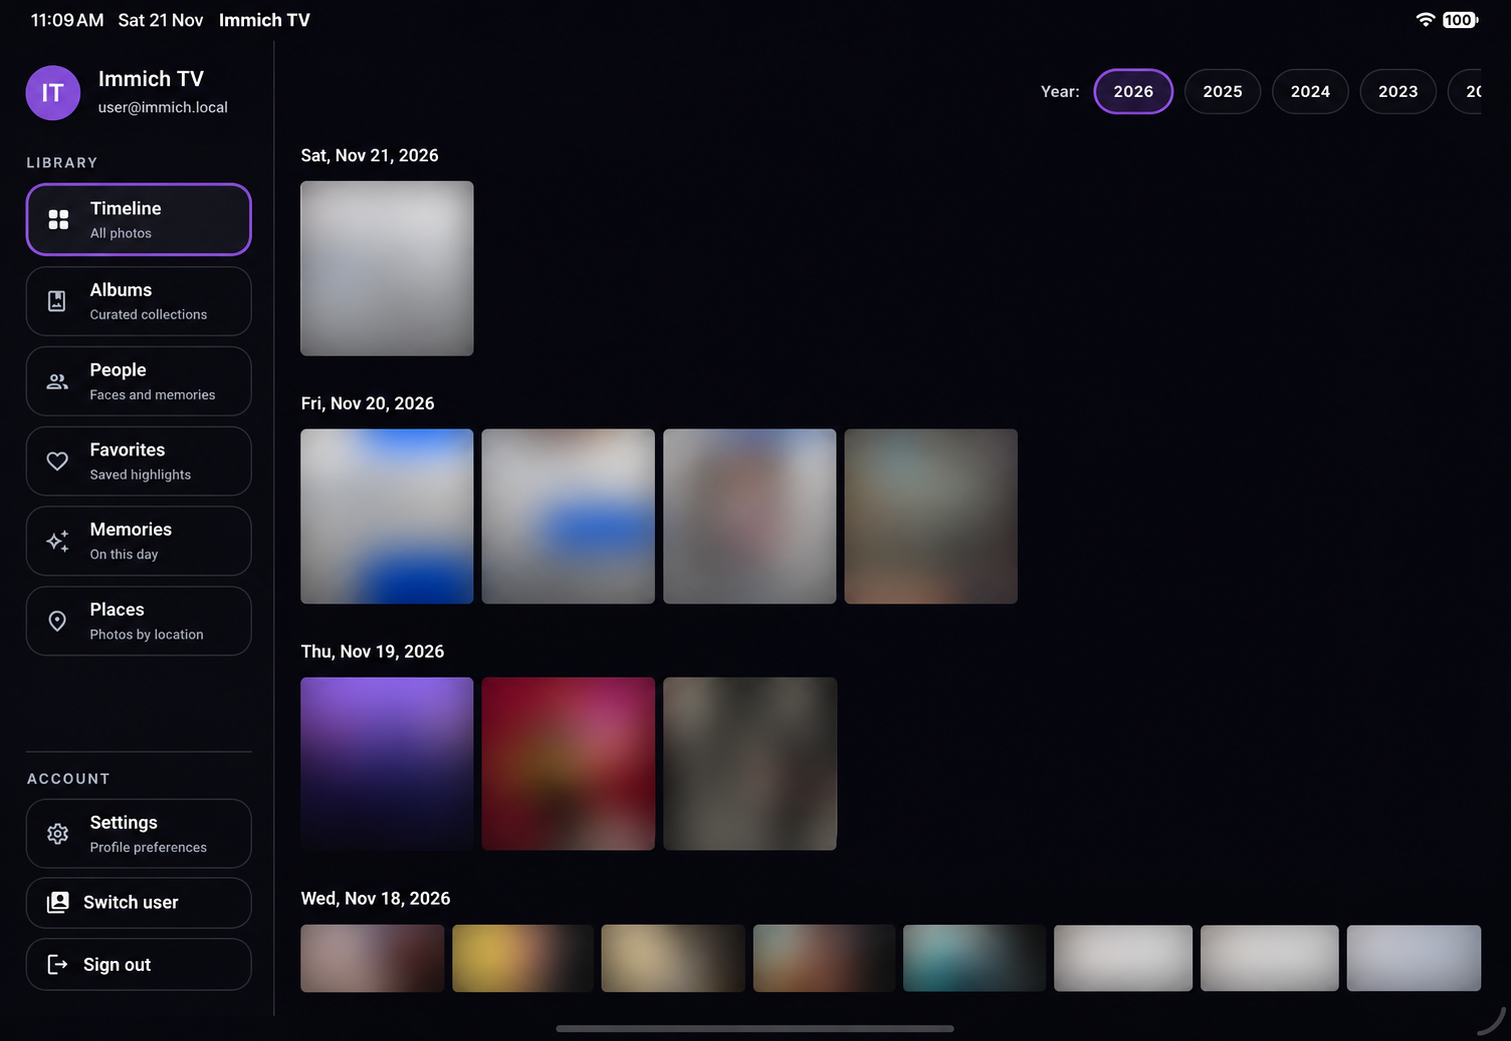 11:09 AM Sat 21 Nov Immich TV
100
IT
Immich TV
user@immich.local
LIBRARY
Timeline
All photos
Albums
Curated collections
People
Faces and memories
Favorites
Saved highlights
Memories
On this day
Places
Photos by location
ACCOUNT
Settings
Profile preferences
Switch user
Sign out
Year: 2026 2025 2024 2023
Sat, Nov 21, 2026
Fri, Nov 20, 2026
Thu, Nov 19, 2026
Wed, Nov 18, 2026